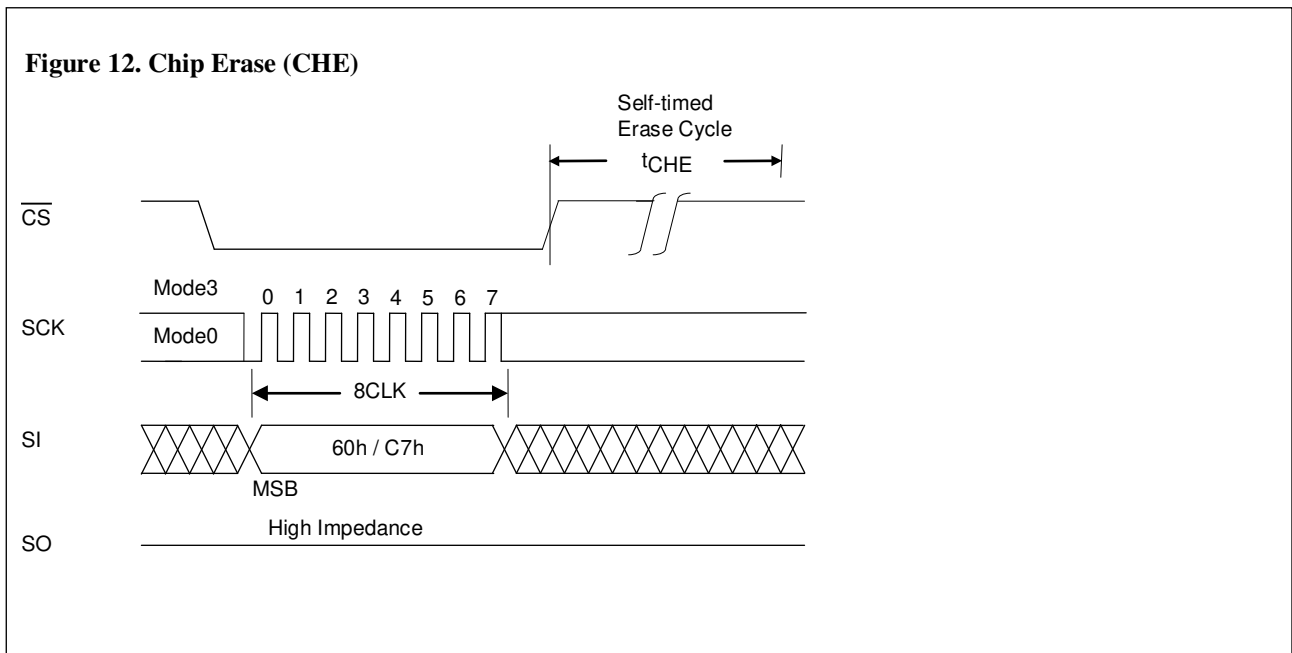 Figure 12. Chip Erase (CHE)
Self-timed
Erase Cycle
tCHE
CS
Mode3
0 1 2 3 4 5 6 7
SCK
Mode0
8CLK
SI
60h / C7h
MSB
High Impedance
SO